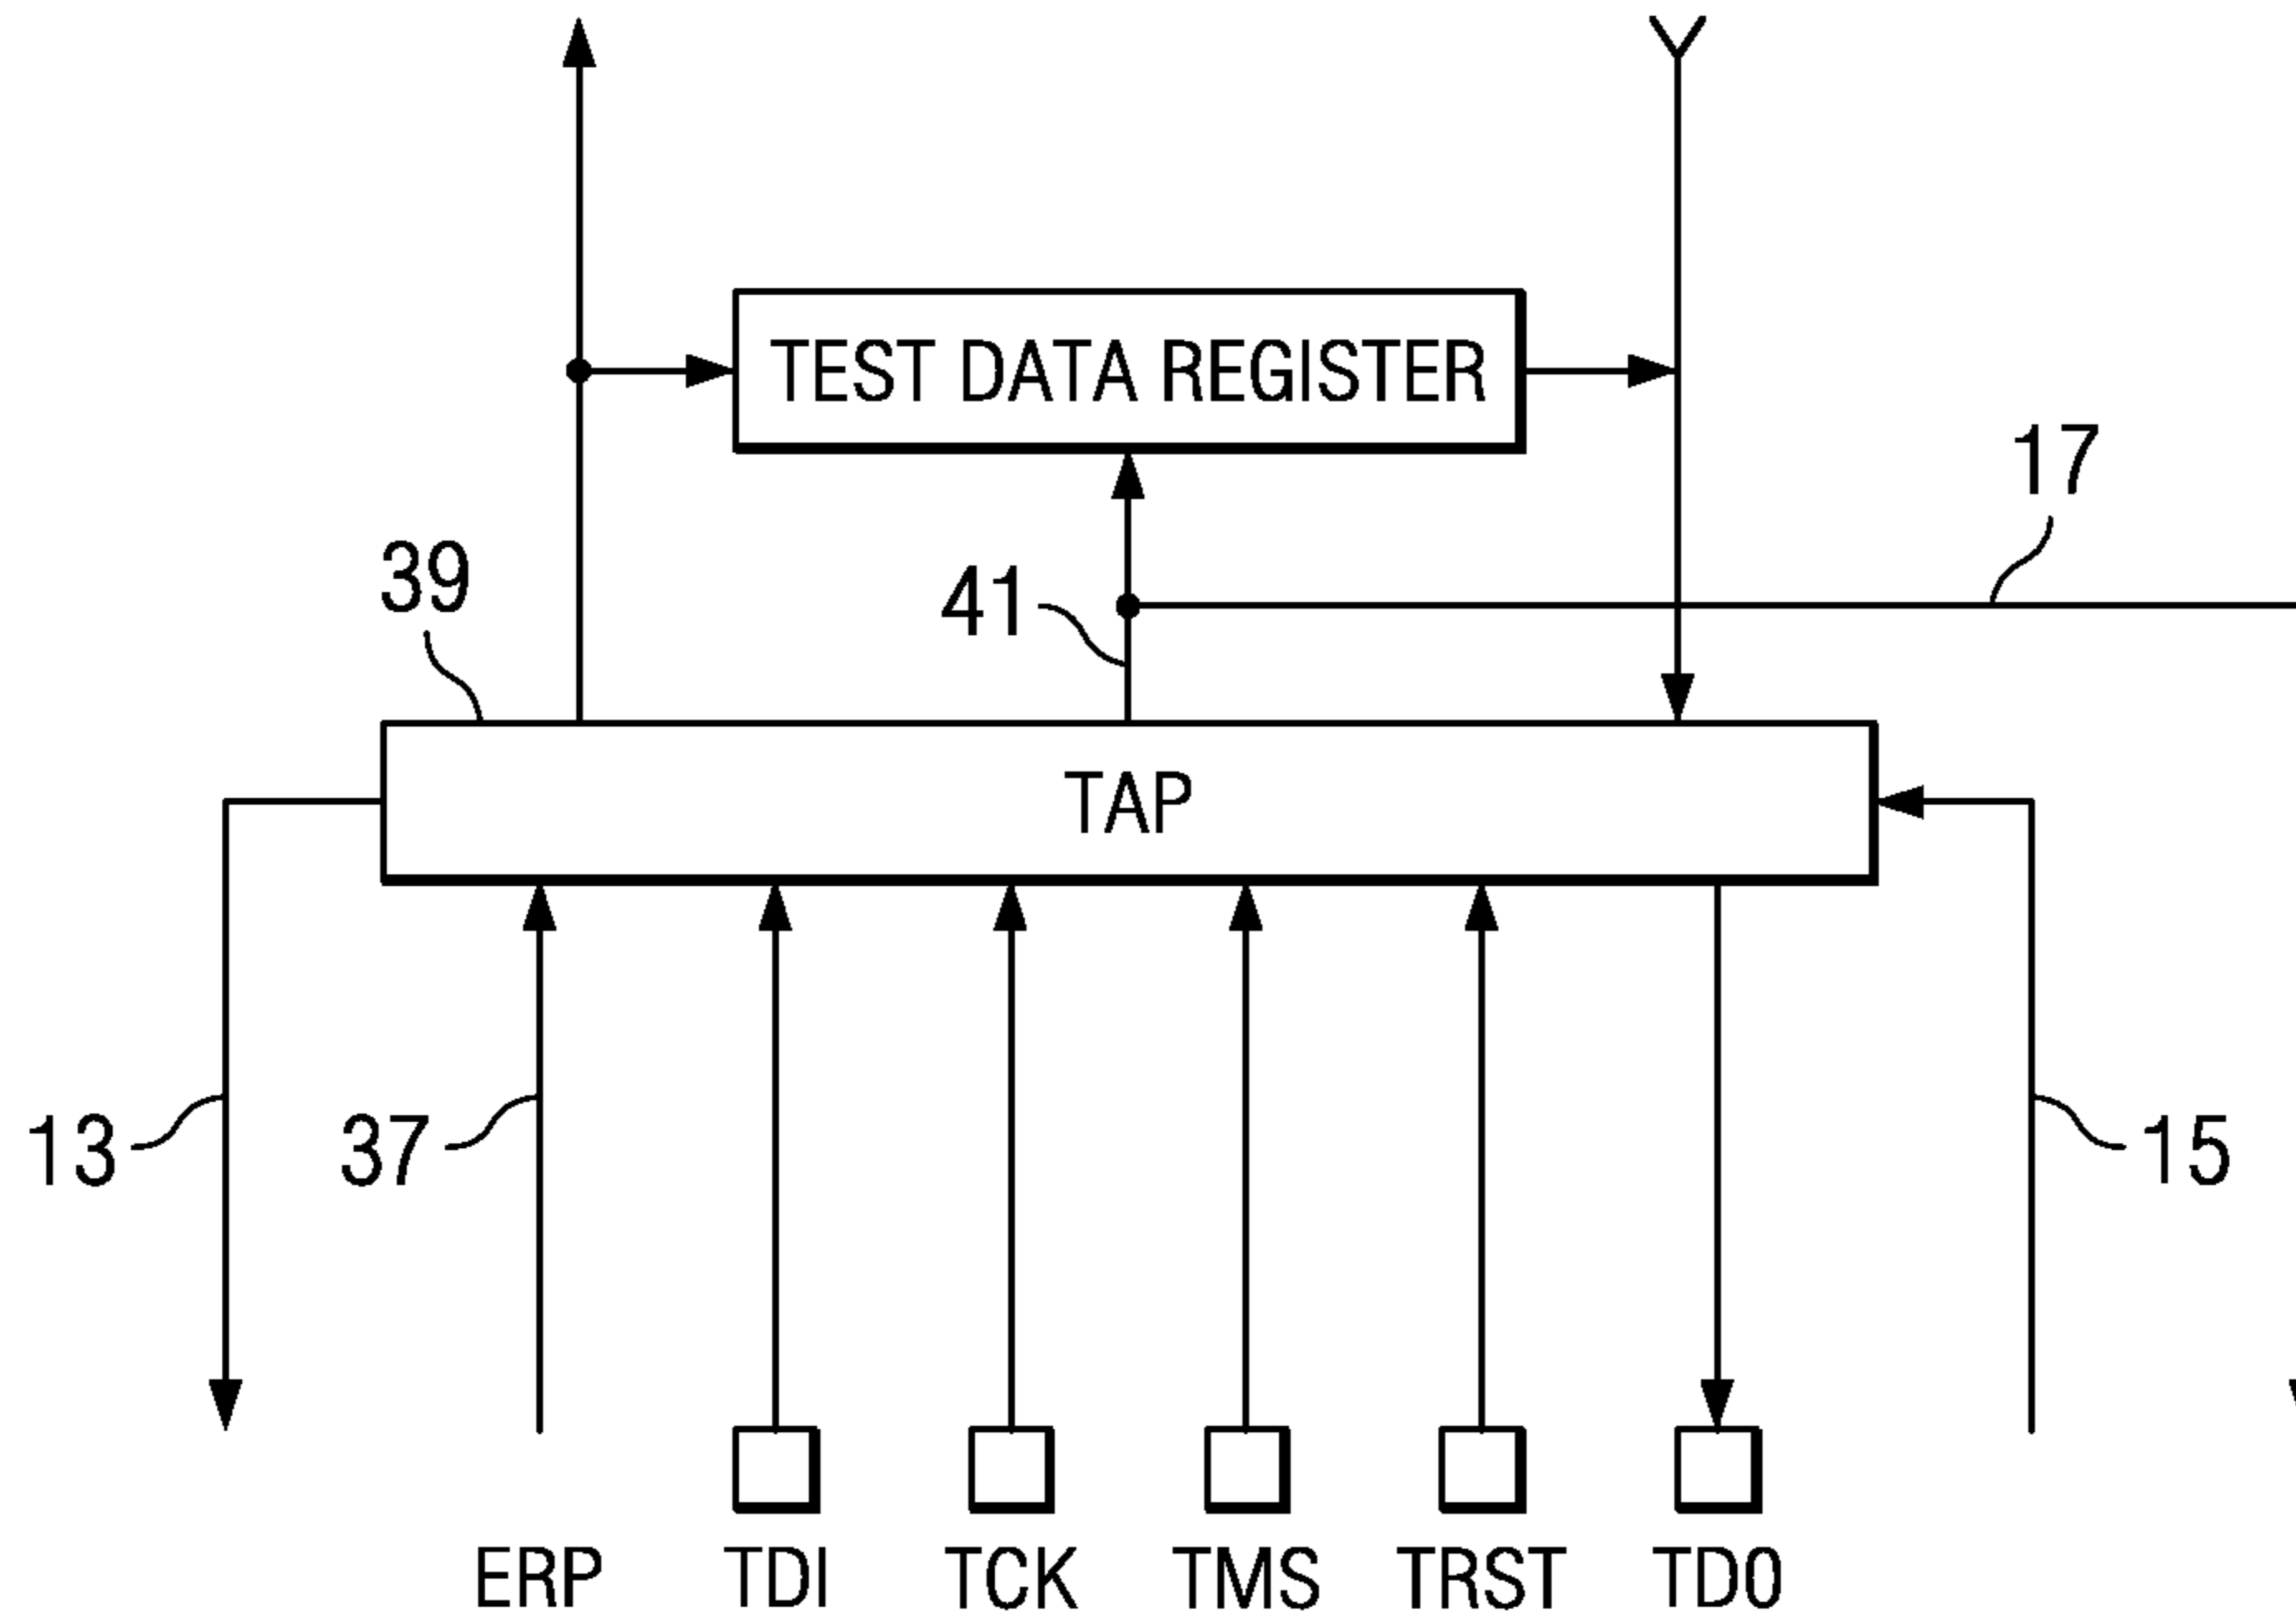 TEST DATA REGISTER
17
39
41
TAP
13
37
15
ERP
TDI
TCK
TMS
TRST
TDO